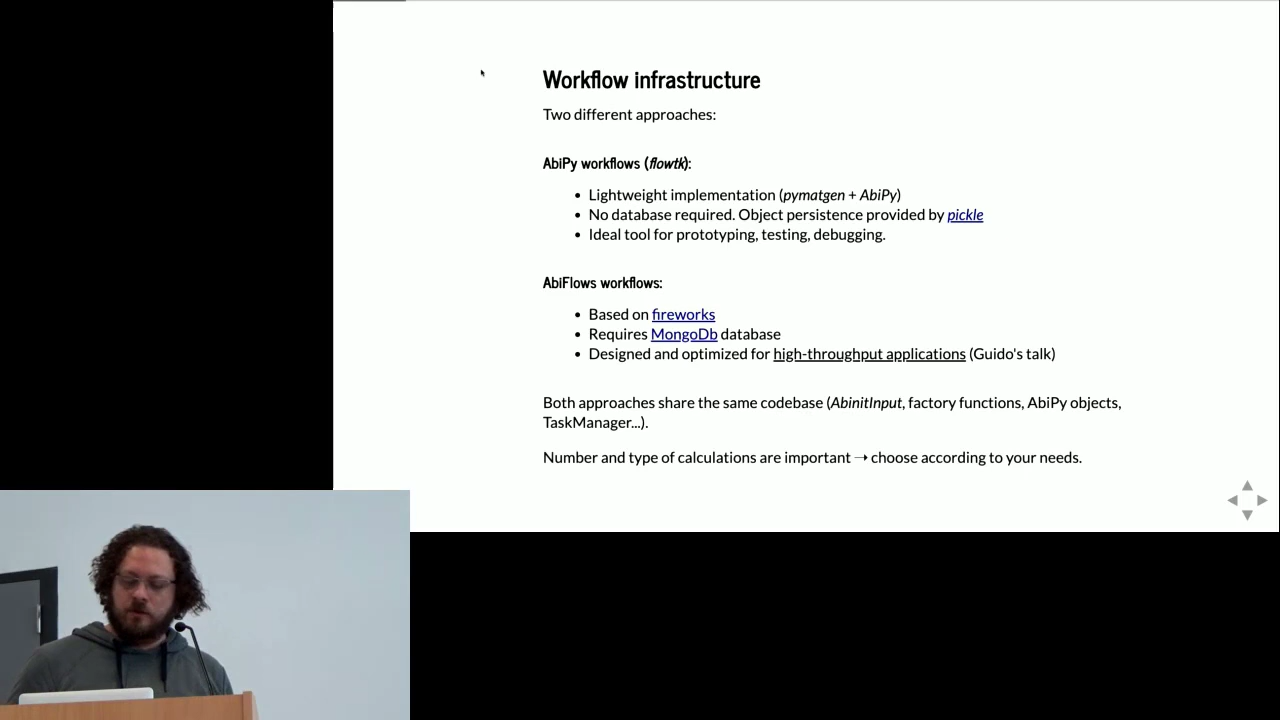 Workflow infrastructure
Two different approaches:
AbiPy workflows (flowtk):
• Lightweight implementation (pymatgen + AbiPy)
• No database required. Object persistence provided by pickle
• Ideal tool for prototyping, testing, debugging.
AbiFlows workflows:
• Based on fireworks
• Requires MongoDb database
• Designed and optimized for high-throughput applications (Guido's talk)
Both approaches share the same codebase (AbinitInput, factory functions, AbiPy objects,
TaskManager...).
Number and type of calculations are important → choose according to your needs.